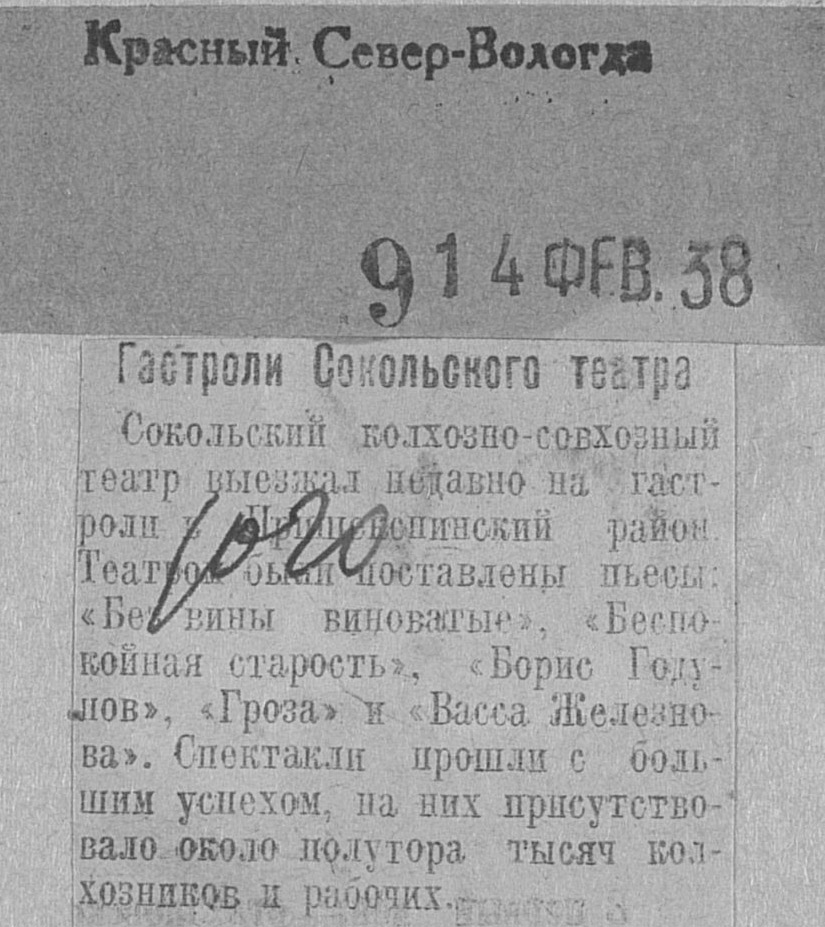 Красный Север-Вологда
9 14 ФЕВ. 38
Гастроли Сокольского театра
Сокольский колхозно-совхозный
театр выезжал недавно на гаст-
роли в район.
Театром были поставлены пьесы:
«Без вины виноватые», «Беспо-
койная старость», «Борис Году-
нов», «Гроза» и «Васса Железно-
ва». Спектакли прошли с боль-
шим успехом, на них присутство-
вало около полутора тысяч кол-
хозников и рабочих.